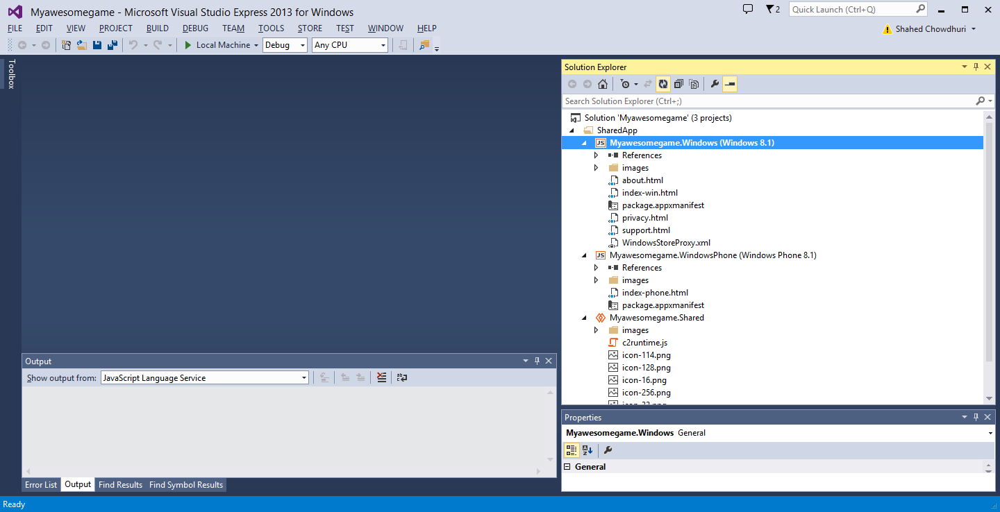 Myawesomegame - Microsoft Visual Studio Express 2013 for Windows
2
Quick Launch (Ctrl+Q)
FILE EDIT VIEW PROJECT BUILD DEBUG TEAM TOOLS STORE TEST WINDOW HELP
Shahed Chowdhuri
Local Machine Debug Any CPU
Toolbox
Solution Explorer
Search Solution Explorer (Ctrl+;)
Solution 'Myawesomegame' (3 projects)
SharedApp
JS Myawesomegame.Windows (Windows 8.1)
References
images
about.html
index-win.html
package.appxmanifest
privacy.html
support.html
WindowsStoreProxy.xml
JS Myawesomegame.WindowsPhone (Windows Phone 8.1)
References
images
index-phone.html
package.appxmanifest
Myawesomegame.Shared
images
c2runtime.js
icon-114.png
icon-128.png
icon-16.png
icon-256.png
Output
Show output from: JavaScript Language Service
Error List Output Find Results Find Symbol Results
Properties
Myawesomegame.Windows General
General
Ready